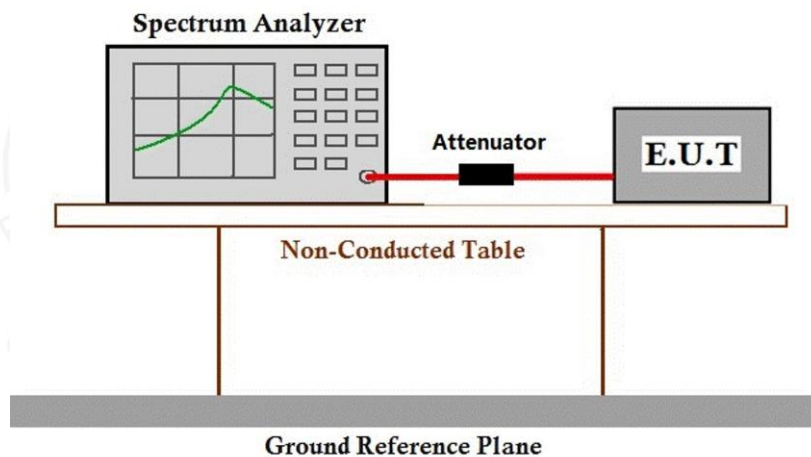 Spectrum Analyzer
Attenuator
E.U.T
Non-Conducted Table
Ground Reference Plane